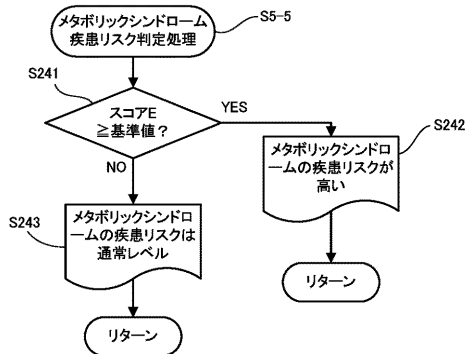 メタボリックシンドローム
疾患リスク判定処理
S5-5
S241
スコアE
≧基準値？
YES
NO
S242
メタボリックシンドロ
ームの疾患リスクが
高い
S243
メタボリックシンドロ
ームの疾患リスクは
通常レベル
リターン
リターン